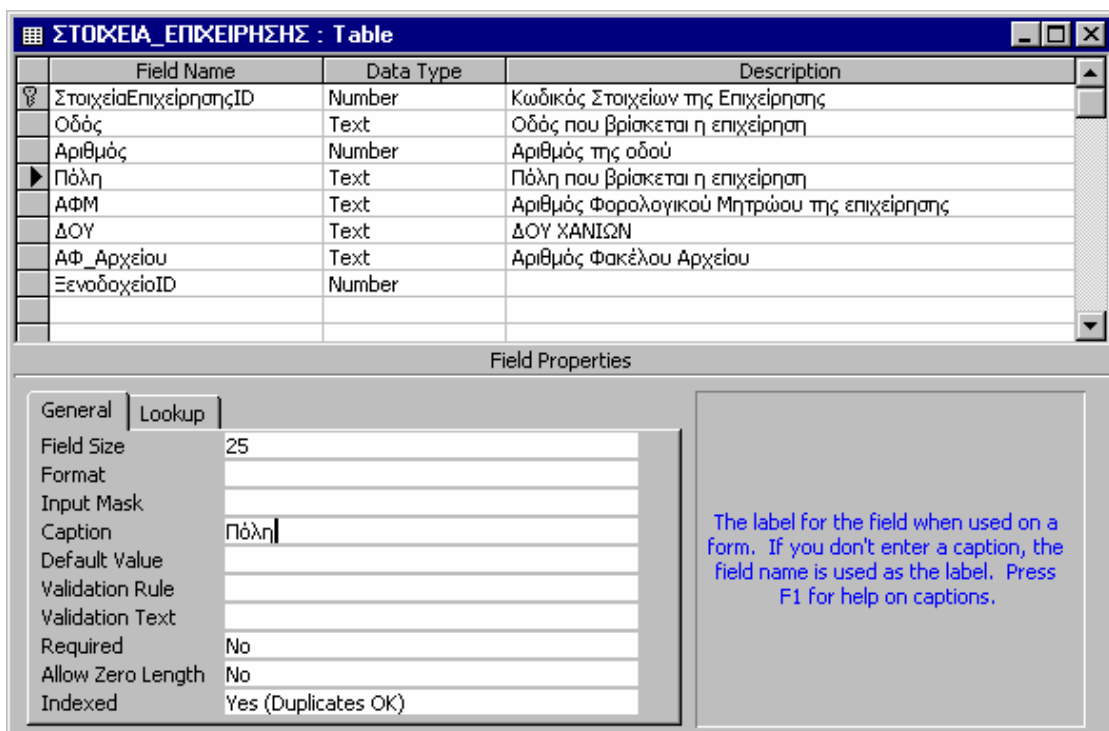 ΣΤΟΙΧΕΙΑ_ΕΠΙΧΕΙΡΗΣΗΣ : Table
Field Name Data Type Description
ΣτοιχείαΕπιχείρησηςID Number Κωδικός Στοιχείων της Επιχείρησης
Οδός Text Οδός που βρίσκεται η επιχείρηση
Αριθμός Number Αριθμός της οδού
Πόλη Text Πόλη που βρίσκεται η επιχείρηση
ΑΦΜ Text Αριθμός Φορολογικού Μητρώου της επιχείρησης
ΔΟΥ Text ΔΟΥ ΧΑΝΙΩΝ
ΑΦ_Αρχείου Text Αριθμός Φακέλου Αρχείου
ΞενοδοχείοID Number
Field Properties
General Lookup
Field Size 25
Format
Input Mask
Caption Πόλη
Default Value
Validation Rule
Validation Text
Required No
Allow Zero Length No
Indexed Yes (Duplicates OK)
The label for the field when used on a
form. If you don't enter a caption, the
field name is used as the label. Press
F1 for help on captions.